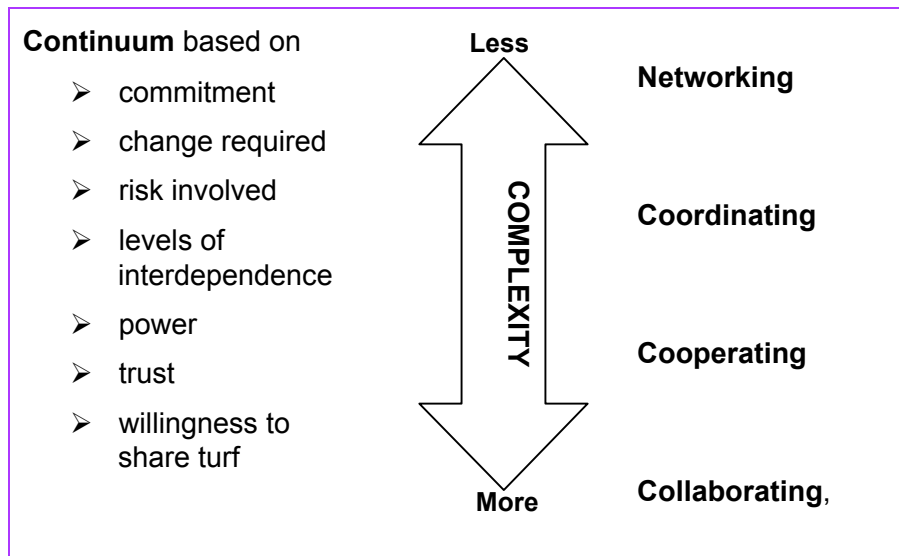 Continuum based on
➢ commitment
➢ change required
➢ risk involved
➢ levels of
interdependence
➢ power
➢ trust
➢ willingness to
share turf
Less
COMPLEXITY
More
Networking
Coordinating
Cooperating
Collaborating,